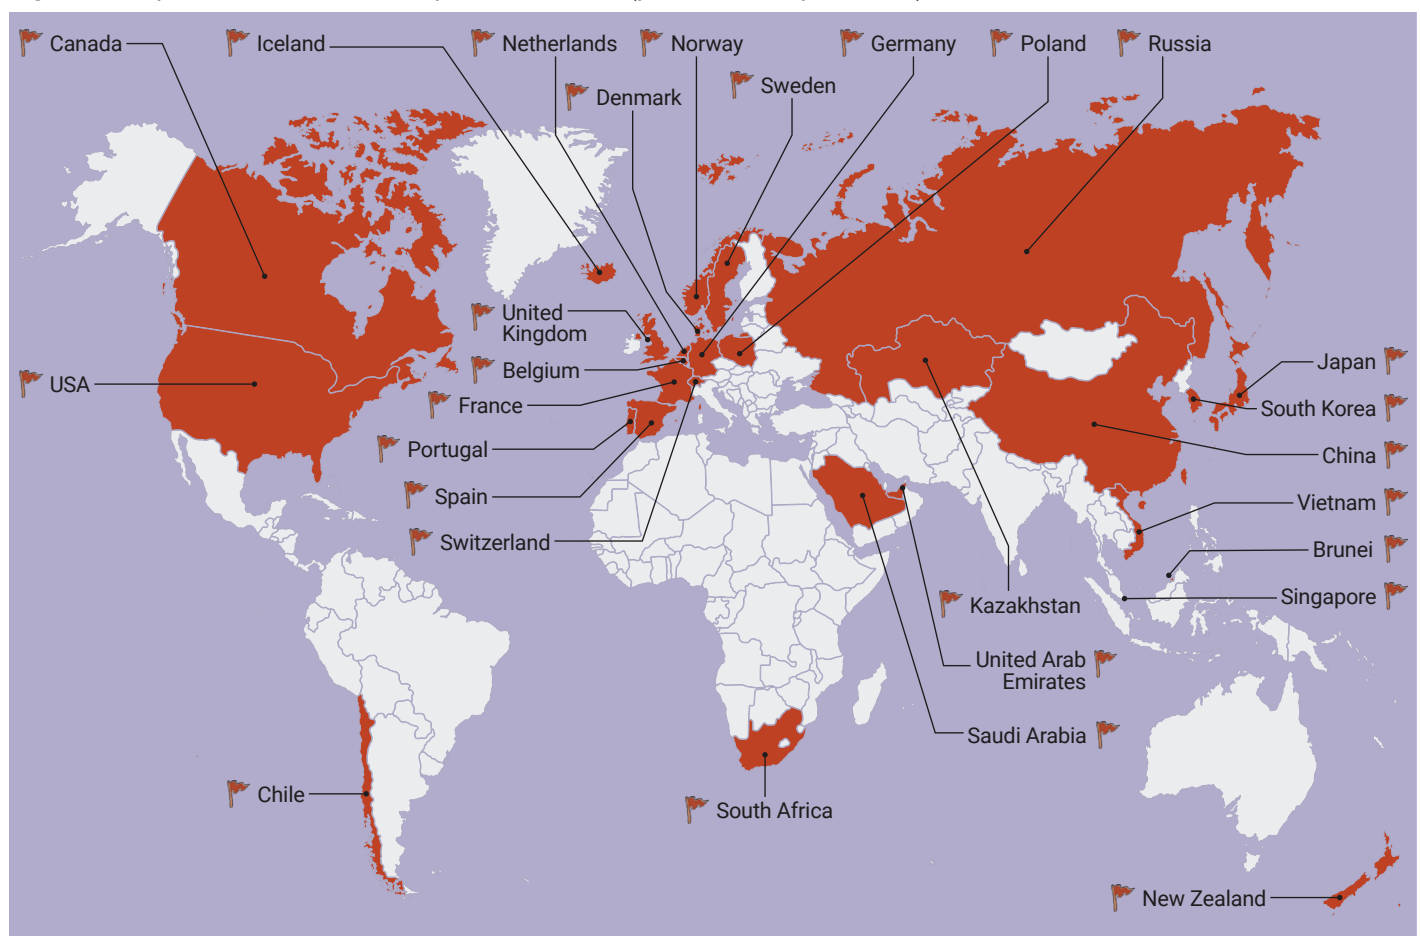 Canada
Iceland
Netherlands
Norway
Germany
Poland
Russia
Denmark
Sweden
United
Kingdom
Belgium
USA
France
Portugal
Spain
Switzerland
Japan
South Korea
China
Vietnam
Brunei
Singapore
Kazakhstan
United Arab
Emirates
Saudi Arabia
Chile
South Africa
New Zealand